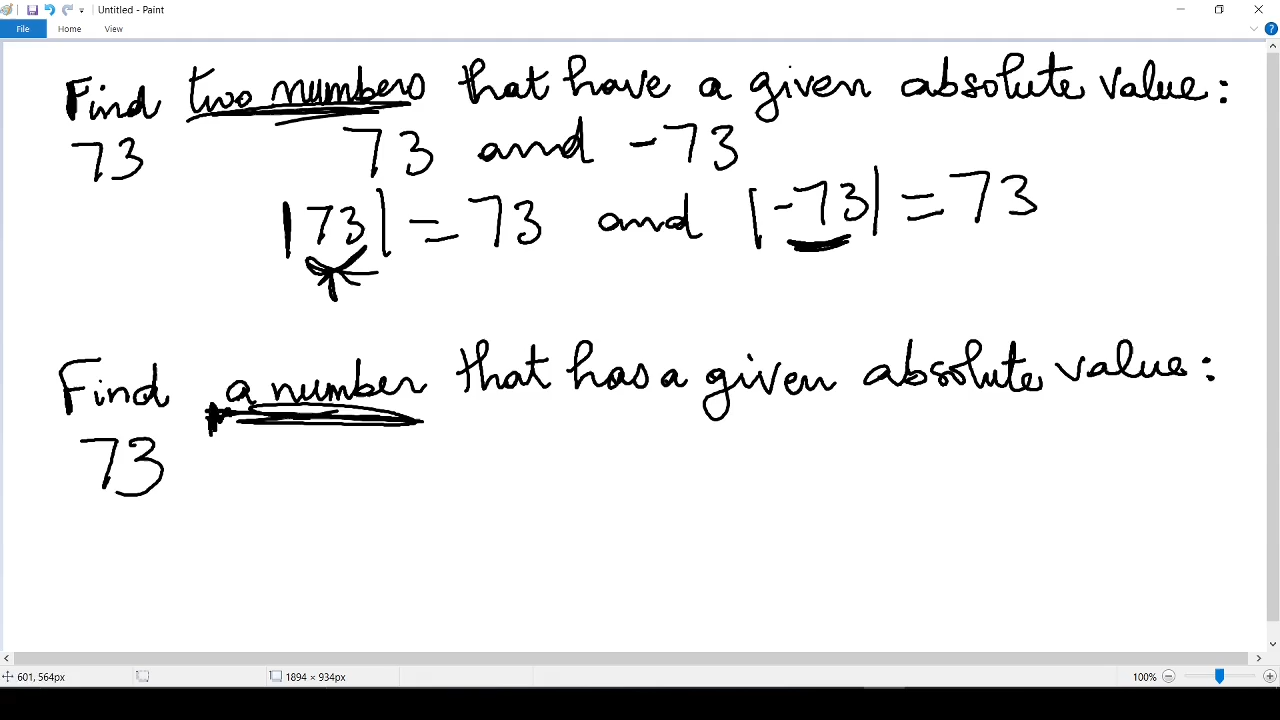 Untitled - Paint
File Home View
Find two numbers that have a given absolute value:
73 73 and -73
|73| = 73 and |-73| = 73
Find a number that has a given absolute value:
73
601, 564px 1894 × 934px 100%